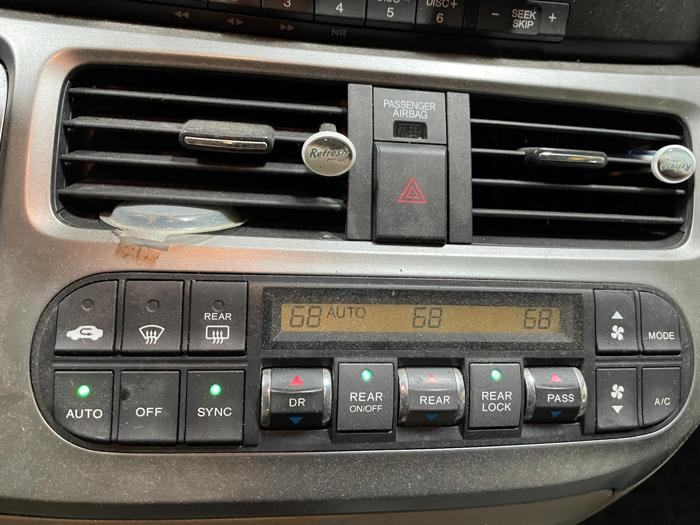 3
4
5
DISC+
6
NR
-
SEEK
SKIP
+
PASSENGER
AIRBAG
Refresh
REAR
68 AUTO 68 68
MODE
AUTO
OFF
SYNC
DR
REAR
ON/OFF
REAR
REAR
LOCK
PASS
A/C